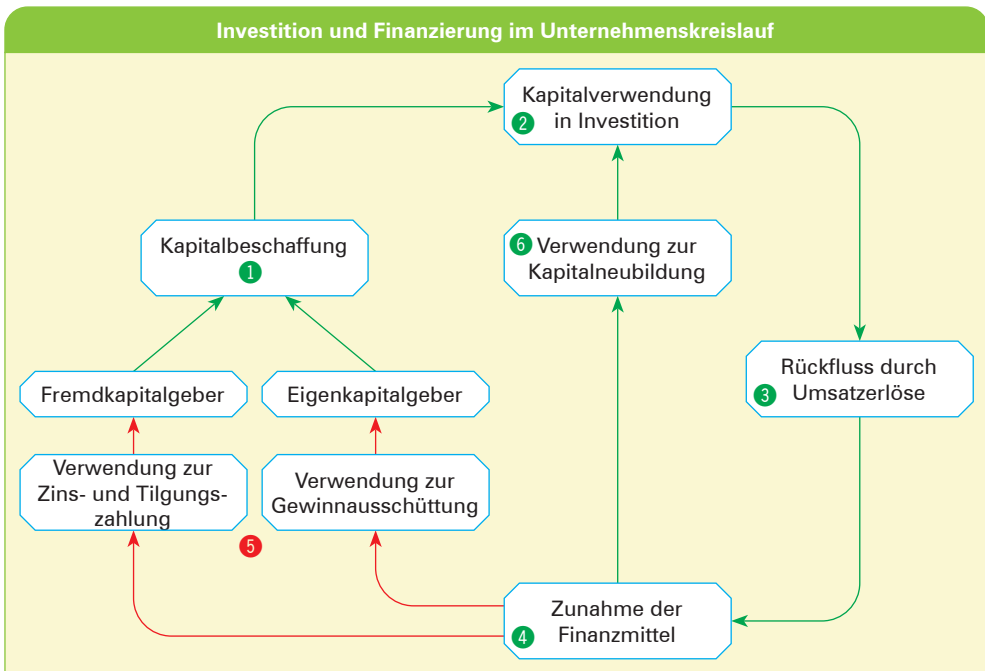 Investition und Finanzierung im Unternehmenskreislauf
Kapitalverwendung
2 in Investition
Kapitalbeschaffung
1
6 Verwendung zur
Kapitalneubildung
Rückfluss durch
3 Umsatzerlöse
Fremdkapitalgeber
Eigenkapitalgeber
Verwendung zur
Zins- und Tilgungs-
zahlung
Verwendung zur
Gewinnausschüttung
5
Zunahme der
4 Finanzmittel